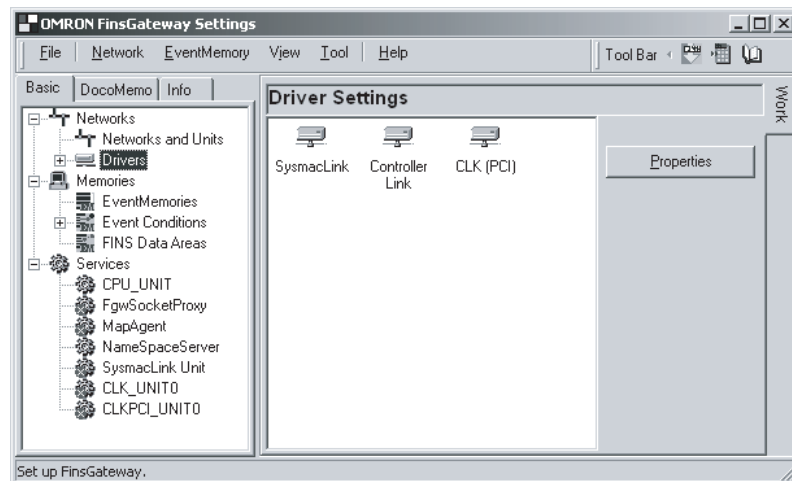 OMRON FinsGateway Settings
File Network EventMemory View Tool Help Tool Bar
Basic DocoMemo Info
Networks
Networks and Units
Drivers
Memories
EventMemories
Event Conditions
FINS Data Areas
Services
CPU_UNIT
FgwSocketProxy
MapAgent
NameSpaceServer
SysmacLink Unit
CLK_UNIT0
CLKPCI_UNIT0
Driver Settings
SysmacLink
Controller
Link
CLK (PCI)
Properties
Work
Set up FinsGateway.